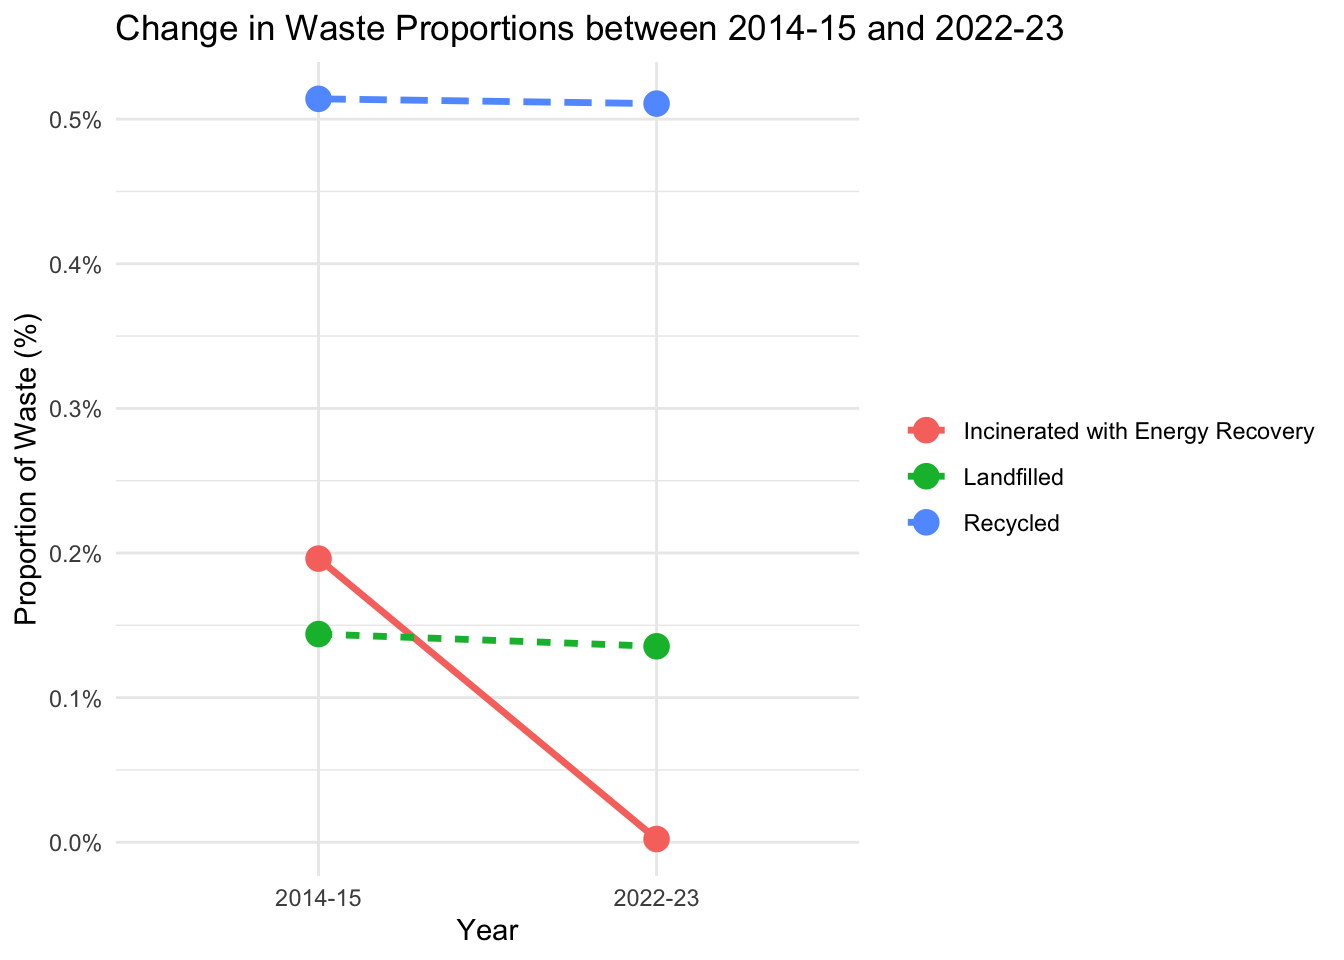 Change in Waste Proportions between 2014-15 and 2022-23
Proportion of Waste (%)
0.5%
0.4%
0.3%
0.2%
0.1%
0.0%
2014-15
2022-23
Year
Incinerated with Energy Recovery
Landfilled
Recycled